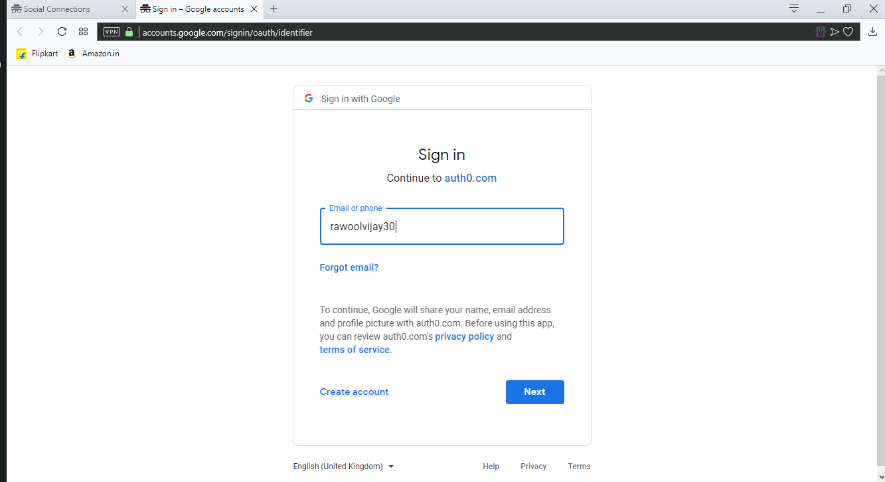 Social Connections
Sign in – Google accounts
VPN
accounts.google.com/signin/oauth/identifier
Flipkart
Amazon.in
Sign in with Google
Sign in
Continue to auth0.com
Email or phone
rawoolvijay30
Forgot email?
To continue, Google will share your name, email address
and profile picture with auth0.com. Before using this app,
you can review auth0.com's privacy policy and
terms of service.
Create account
Next
English (United Kingdom)
Help
Privacy
Terms